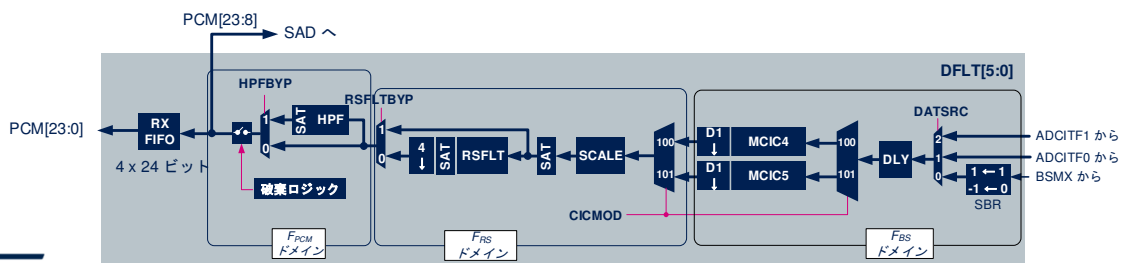 PCM[23:8]
SAD へ
DFLT[5:0]
HPFBYP
RSFLTBYP
DATSRC
PCM[23:0]
RX
FIFO
4 x 24 ビット
1
0
SAT
HPF
破棄ロジック
1
0
4
↓
SAT
RSFLT
SAT
SCALE
100
101
D1
↓
MCIC4
D1
↓
MCIC5
100
101
DLY
2
1
0
1 ← 1
-1 ← 0
SBR
ADCITF1 から
ADCITF0 から
BSMX から
CICMOD
FPCM
ドメイン
FRS
ドメイン
FBS
ドメイン